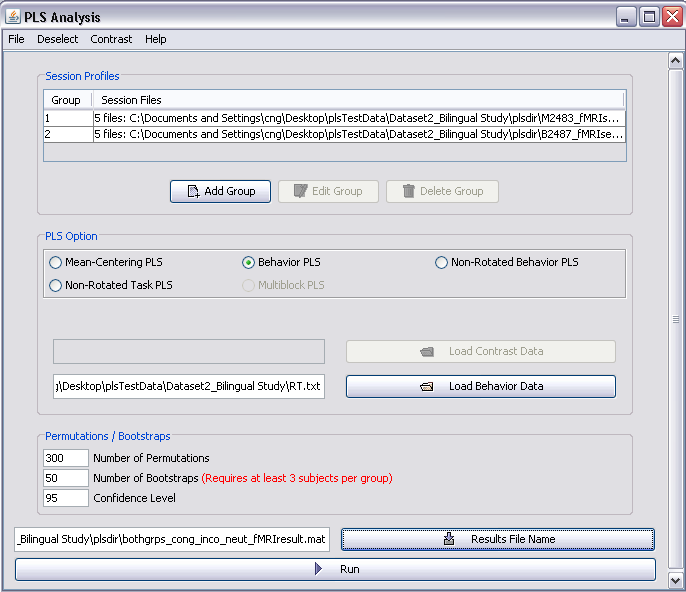 PLS Analysis
File Deselect Contrast Help
Session Profiles
Group Session Files
1 5 files: C:\Documents and Settings\cng\Desktop\plsTestData\Dataset2_Bilingual Study\plsdir\M2483_fMRIs...
2 5 files: C:\Documents and Settings\cng\Desktop\plsTestData\Dataset2_Bilingual Study\plsdir\B2487_fMRIse...
Add Group Edit Group Delete Group
PLS Option
Mean-Centering PLS Behavior PLS Non-Rotated Behavior PLS
Non-Rotated Task PLS Multiblock PLS
Load Contrast Data
\Desktop\plsTestData\Dataset2_Bilingual Study\RT.txt Load Behavior Data
Permutations / Bootstraps
300 Number of Permutations
50 Number of Bootstraps (Requires at least 3 subjects per group)
95 Confidence Level
_Bilingual Study\plsdir\bothgrps_cong_inco_neut_fMRIresult.mat Results File Name
Run